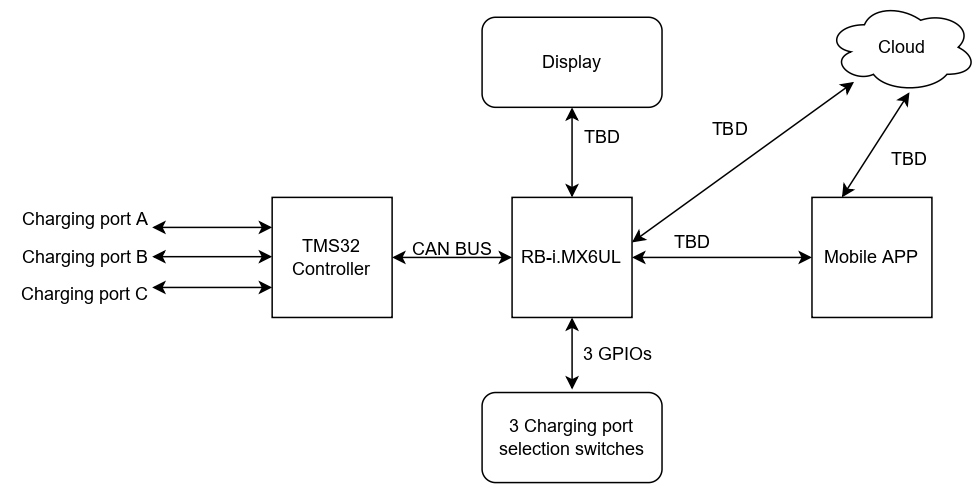 Display
Cloud
TBD
TBD
TBD
Charging port A
Charging port B
Charging port C
TMS32
Controller
CAN BUS
RB-i.MX6UL
TBD
Mobile APP
3 GPIOs
3 Charging port
selection switches